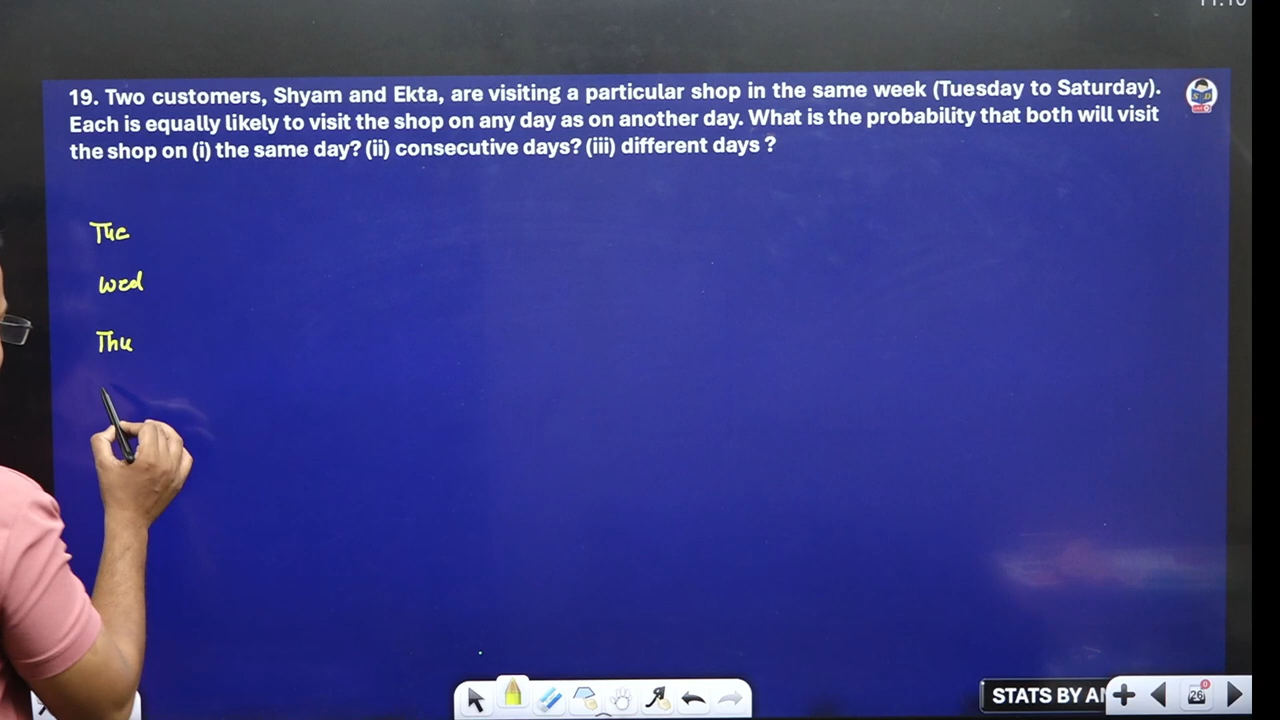 19. Two customers, Shyam and Ekta, are visiting a particular shop in the same week (Tuesday to Saturday).
Each is equally likely to visit the shop on any day as on another day. What is the probability that both will visit
the shop on (i) the same day? (ii) consecutive days? (iii) different days ?
Tue
Wed
Thu
STATS BY
26